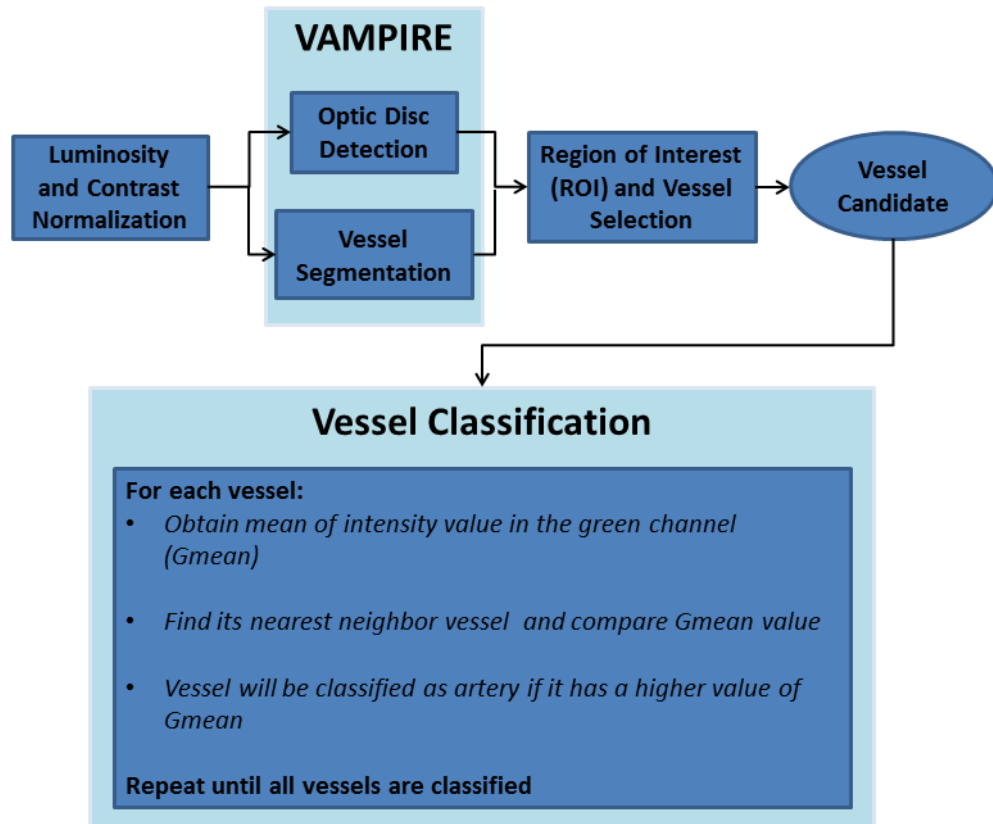 VAMPIRE
Luminosity
and Contrast
Normalization
Optic Disc
Detection
Vessel
Segmentation
Region of Interest
(ROI) and Vessel
Selection
Vessel
Candidate
Vessel Classification
For each vessel:
• Obtain mean of intensity value in the green channel
(Gmean)
• Find its nearest neighbor vessel and compare Gmean value
• Vessel will be classified as artery if it has a higher value of
Gmean
Repeat until all vessels are classified